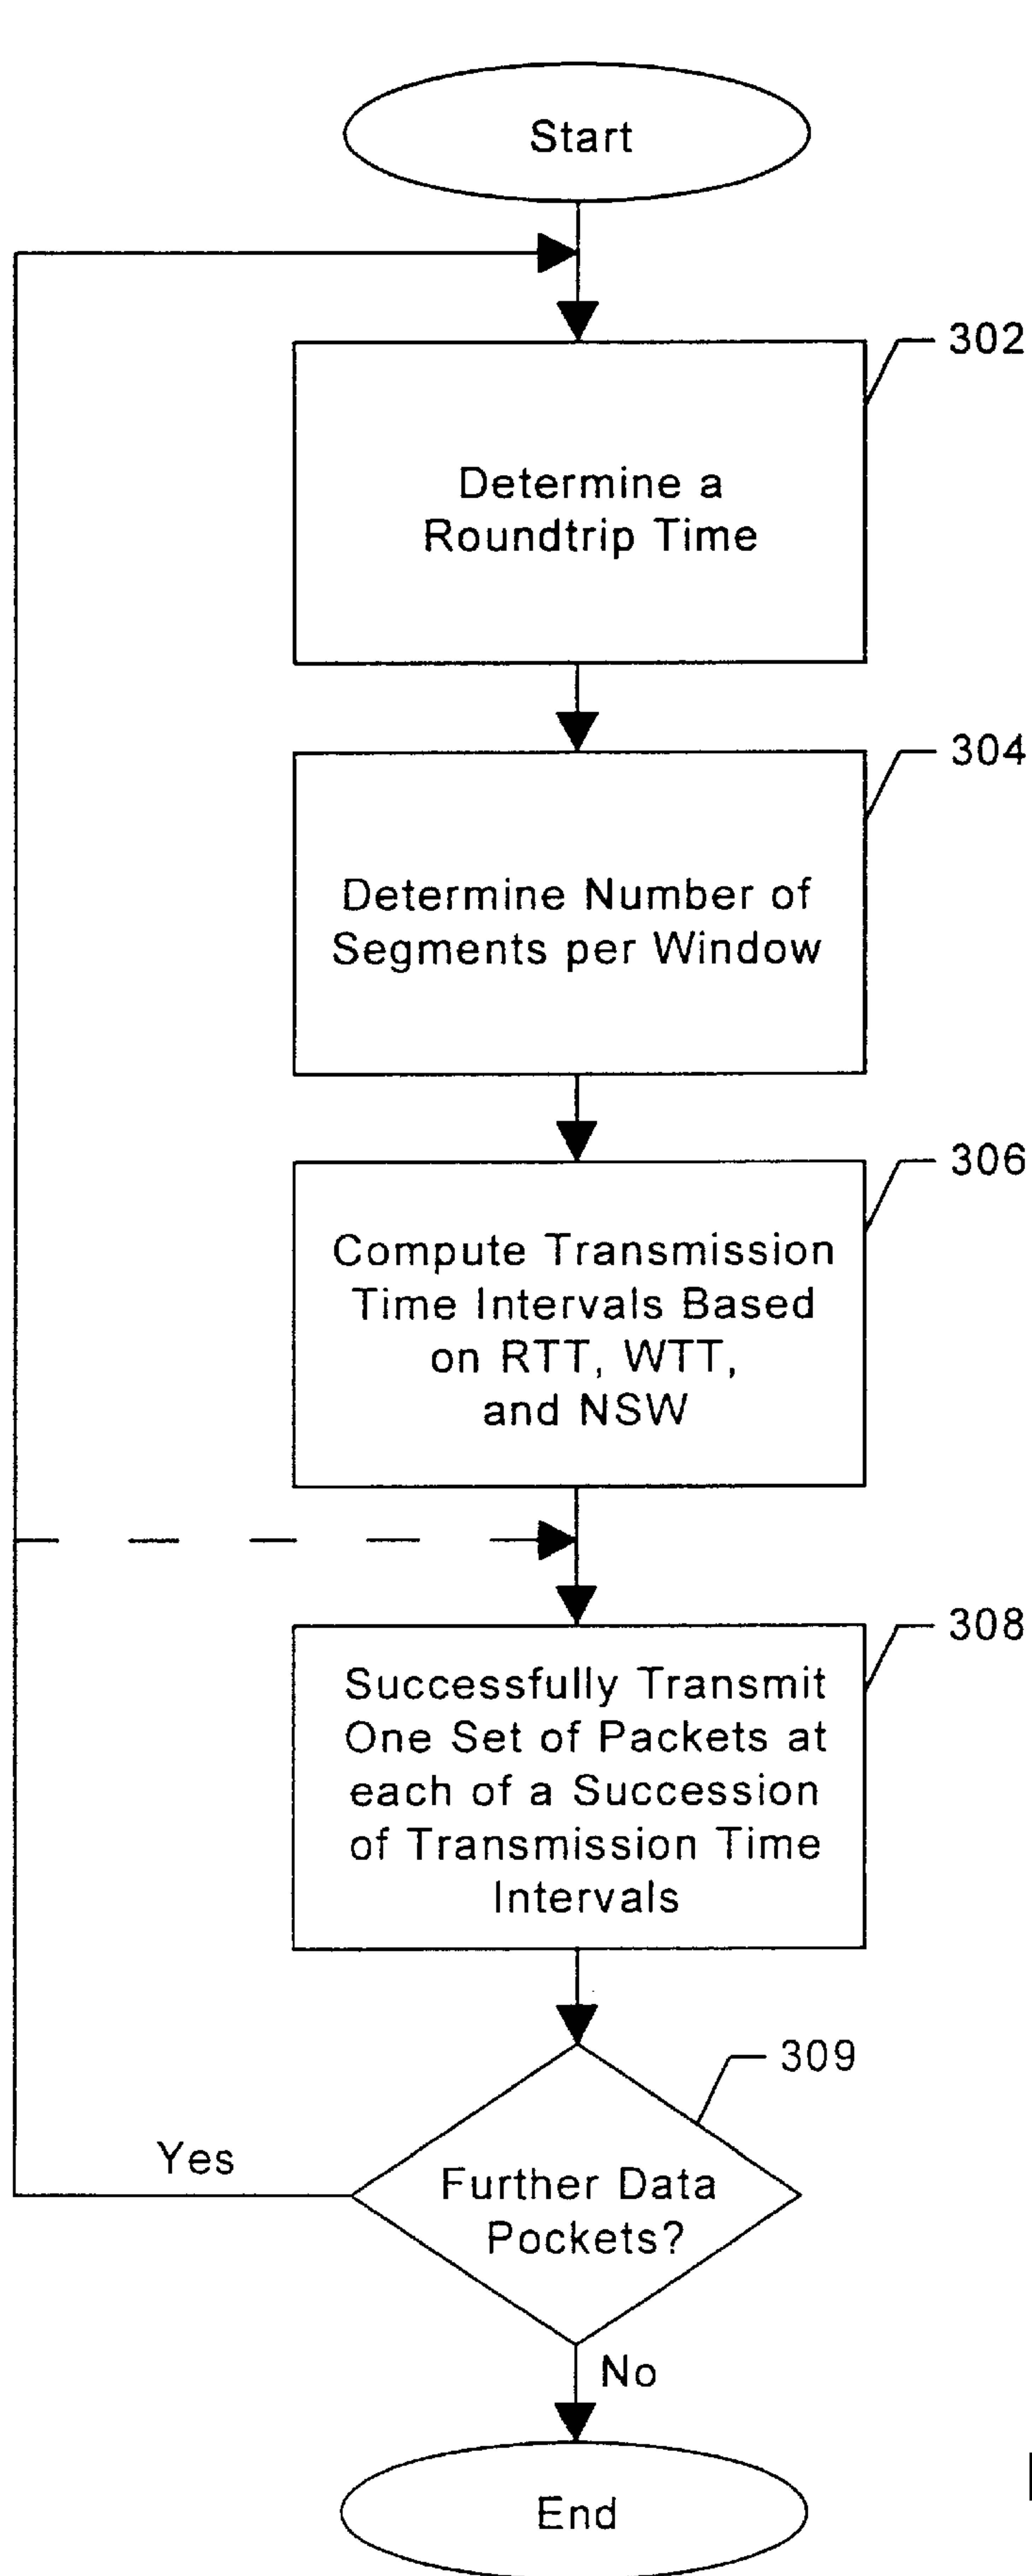 Start
302
Determine a
Roundtrip Time
304
Determine Number of
Segments per Window
306
Compute Transmission
Time Intervals Based
on RTT, WTT,
and NSW
308
Successfully Transmit
One Set of Packets at
each of a Succession
of Transmission Time
Intervals
309
Further Data
Pockets?
Yes
No
End